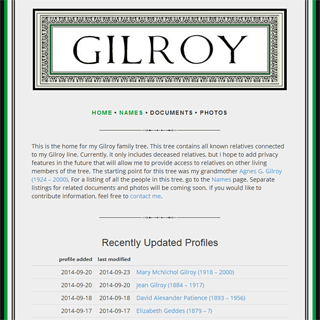 GILROY
HOME • NAMES • DOCUMENTS • PHOTOS
This is the home for my Gilroy family tree. This tree contains all known relatives connected
to my Gilroy line. Currently, it only includes deceased relatives, but i hope to add privacy
features in the future that will allow me to provide access to relatives on other living
members of the tree. The starting point for this tree was my grandmother Agnes G. Gilroy
(1924 – 2000). For a listing of all the people in this tree, go to the Names page. Separate
listings for related documents and photos will be coming soon. If you would like to
contribute information, feel free to contact me.
Recently Updated Profiles
profile added last modified
2014-09-20 2014-09-23 Mary McNichol Gilroy (1918 – 2000)
2014-09-20 2014-09-20 Jean Gilroy (1884 – 1917)
2014-09-18 2014-09-18 David Alexander Patience (1893 – 1956)
2014-09-17 2014-09-17 Elizabeth Geddes (1879 – ?)